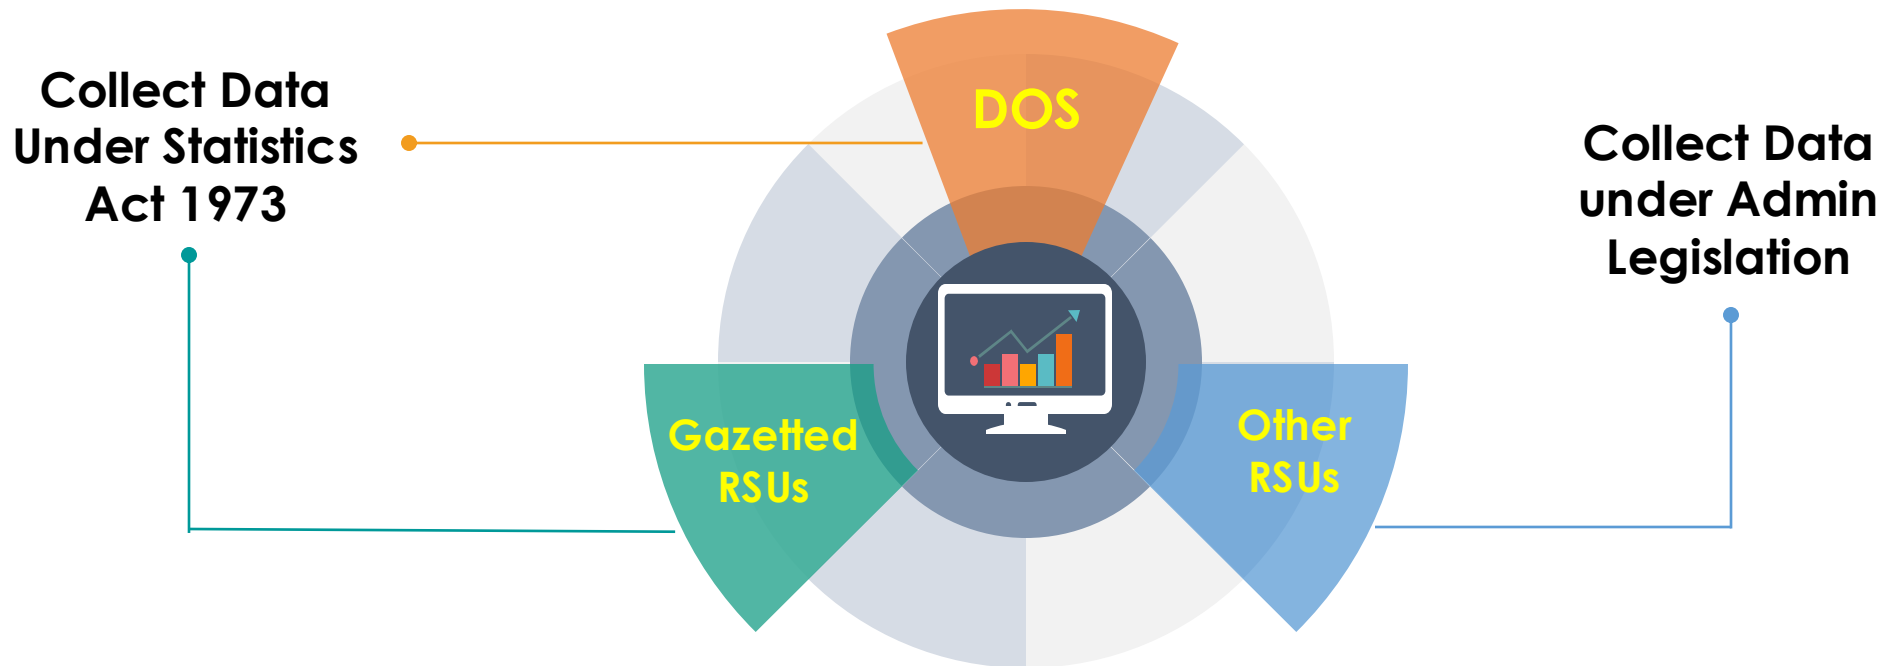 Collect Data
Under Statistics
Act 1973
DOS
Collect Data
under Admin
Legislation
Gazetted
RSUs
Other
RSUs